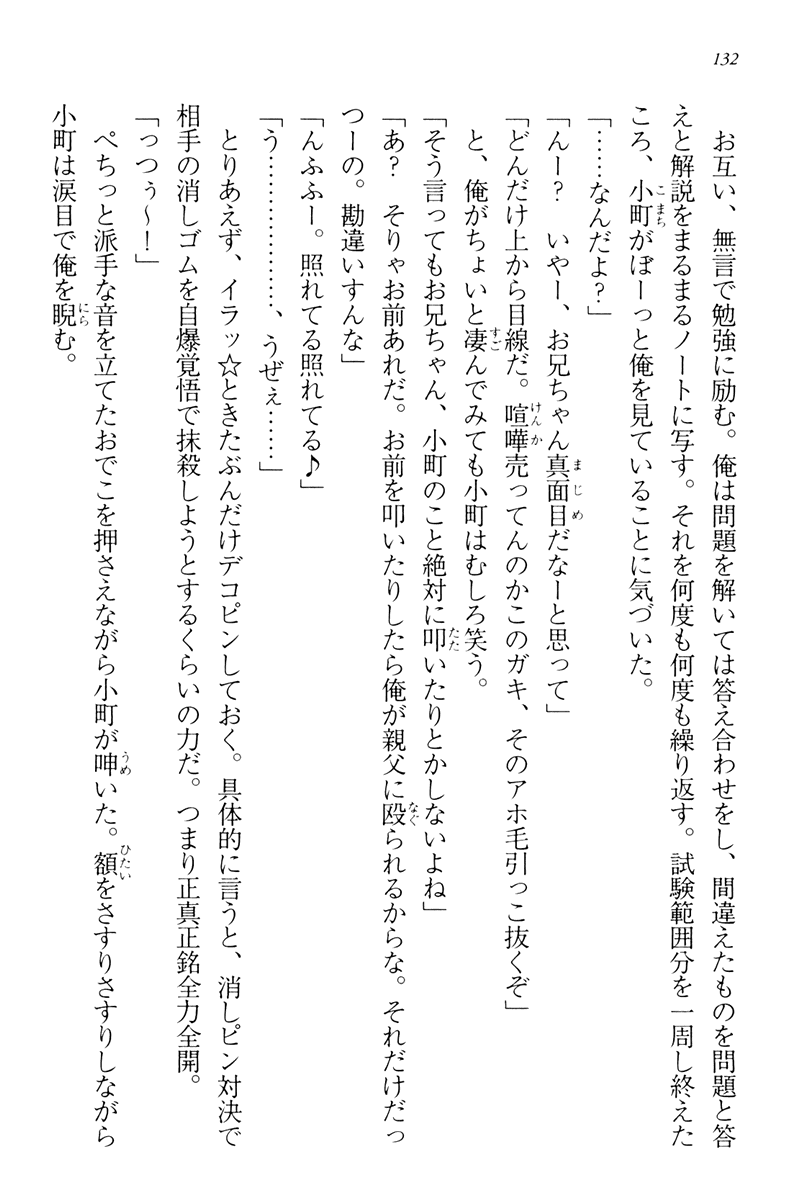 132
　お互い、無言で勉強に励む。俺は問題を解いては答え合わせをし、間違えたものを問題と答
えと解説をまるまるノートに写す。それを何度も何度も繰り返す。試験範囲分を一周し終えた
ころ、小町がぼーっと俺を見ていることに気づいた。
「……なんだよ？」
「んー？　いやー、お兄ちゃん真面目だなーと思って」
「どんだけ上から目線だ。喧嘩売ってんのかこのガキ、そのアホ毛引っこ抜くぞ」
　と、俺がちょいと凄んでみても小町はむしろ笑う。
「そう言ってもお兄ちゃん、小町のこと絶対に叩いたりとかしないよね」
「あ？　そりゃお前あれだ。お前を叩いたりしたら俺が親父に殴られるからな。それだけだっ
つーの。勘違いすんな」
「んふふー。照れてる照れてる♪」
「う………………、うぜぇ……」
　とりあえず、イラッ☆ときたぶんだけデコピンしておく。具体的に言うと、消しピン対決で
相手の消しゴムを自爆覚悟で抹殺しようとするくらいの力だ。つまり正真正銘全力全開。
「っつぅ～！」
　ぺちっと派手な音を立てたおでこを押さえながら小町が呻いた。額をさすりさすりしながら
小町は涙目で俺を睨む。